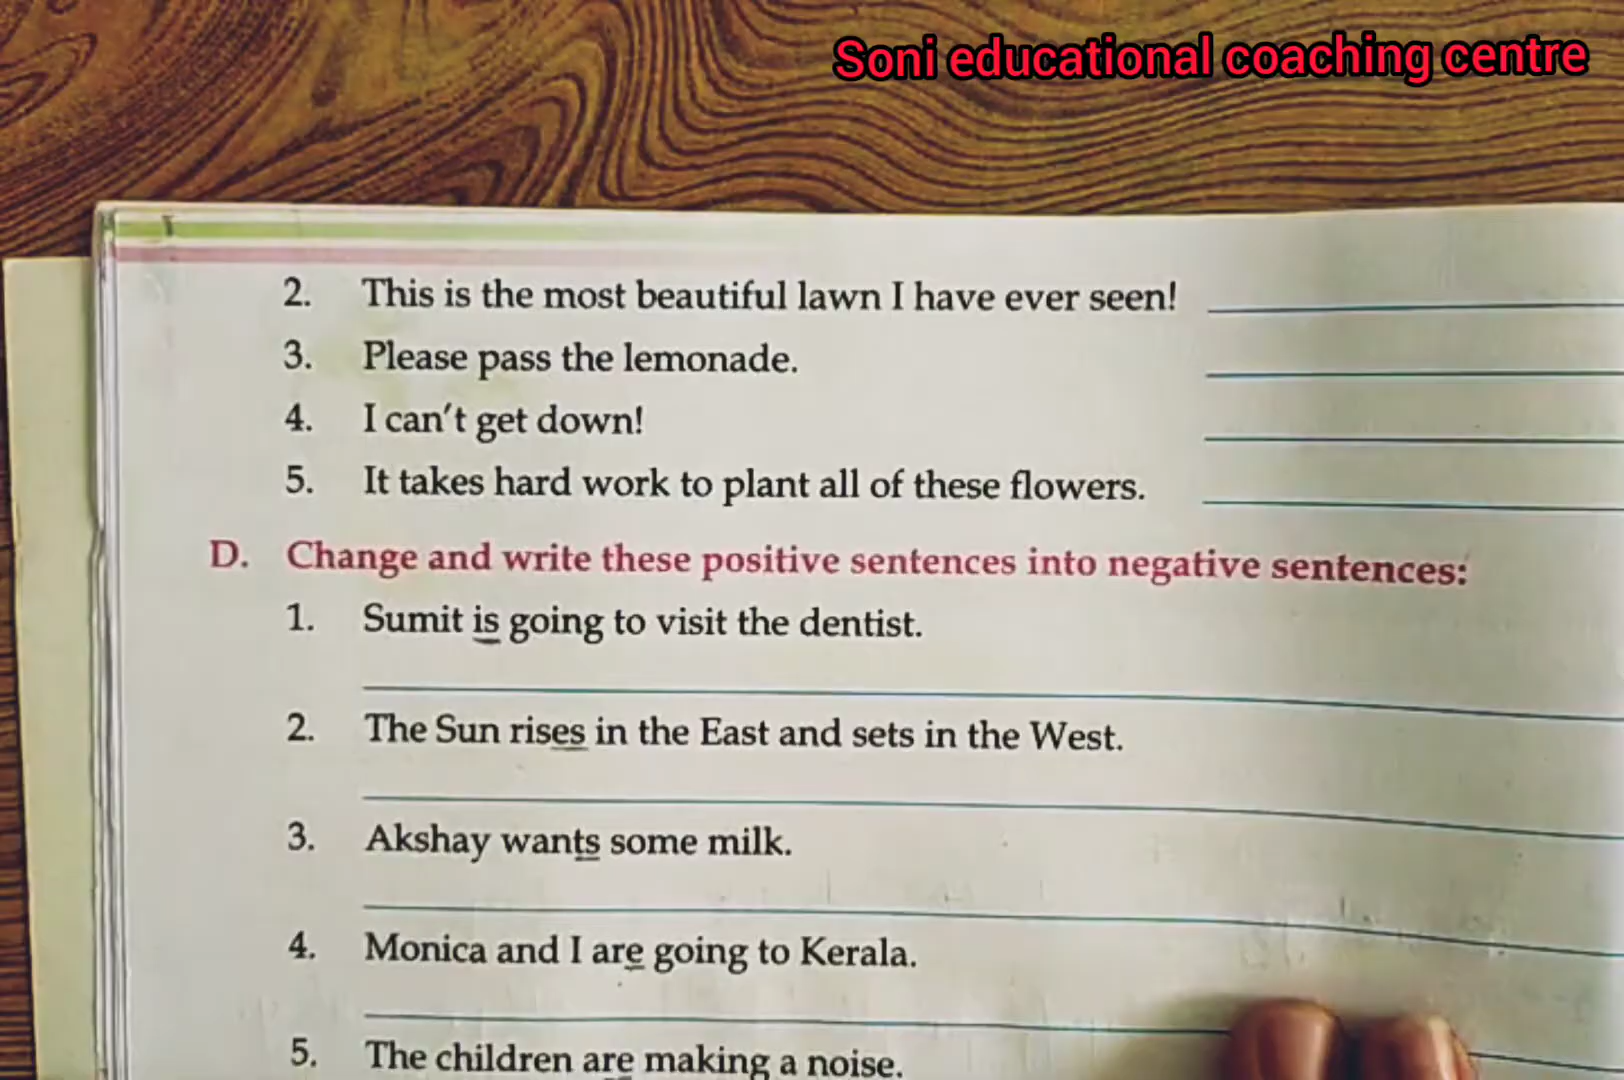 Soni educational coaching centre
2. This is the most beautiful lawn I have ever seen!
3. Please pass the lemonade.
4. I can't get down!
5. It takes hard work to plant all of these flowers.
D. Change and write these positive sentences into negative sentences:
1. Sumit is going to visit the dentist.
2. The Sun rises in the East and sets in the West.
3. Akshay wants some milk.
4. Monica and I are going to Kerala.
5. The children are making a noise.